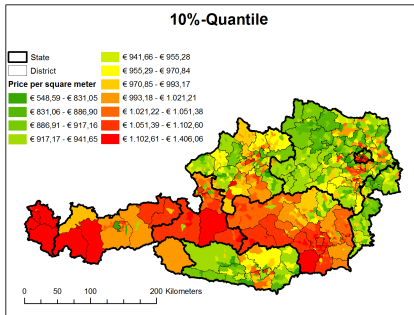 10%-Quantile
State
District
Price per square meter
€ 548,59 - € 831,05
€ 831,06 - € 886,90
€ 886,91 - € 917,16
€ 917,17 - € 941,65
€ 941,66 - € 955,28
€ 955,29 - € 970,84
€ 970,85 - € 993,17
€ 993,18 - € 1.021,21
€ 1.021,22 - € 1.051,38
€ 1.051,39 - € 1.102,60
€ 1.102,61 - € 1.406,06
0 50 100 200 Kilometers